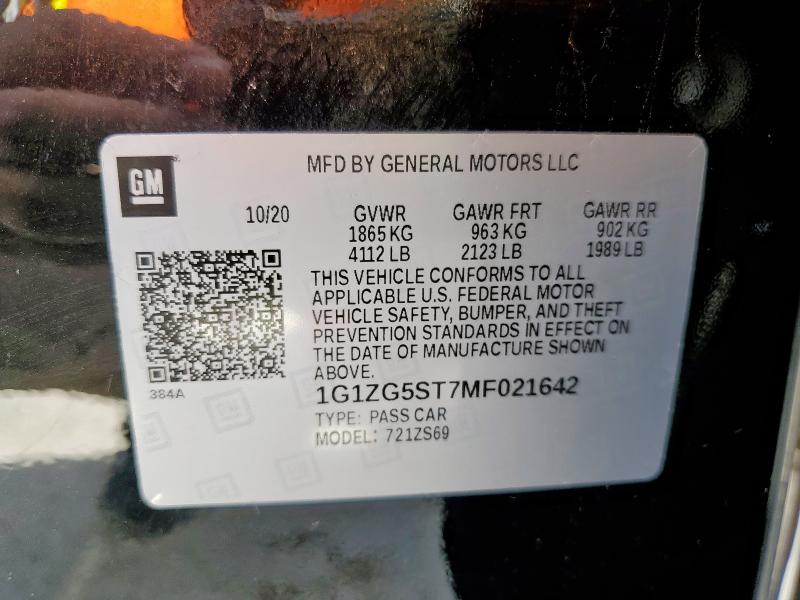 GM
MFD BY GENERAL MOTORS LLC
10/20 GVWR GAWR FRT GAWR RR
1865 KG 963 KG 902 KG
4112 LB 2123 LB 1989 LB
THIS VEHICLE CONFORMS TO ALL
APPLICABLE U.S. FEDERAL MOTOR
VEHICLE SAFETY, BUMPER, AND THEFT
PREVENTION STANDARDS IN EFFECT ON
THE DATE OF MANUFACTURE SHOWN
ABOVE.
384A
1G1ZG5ST7MF021642
TYPE: PASS CAR
MODEL: 721ZS69